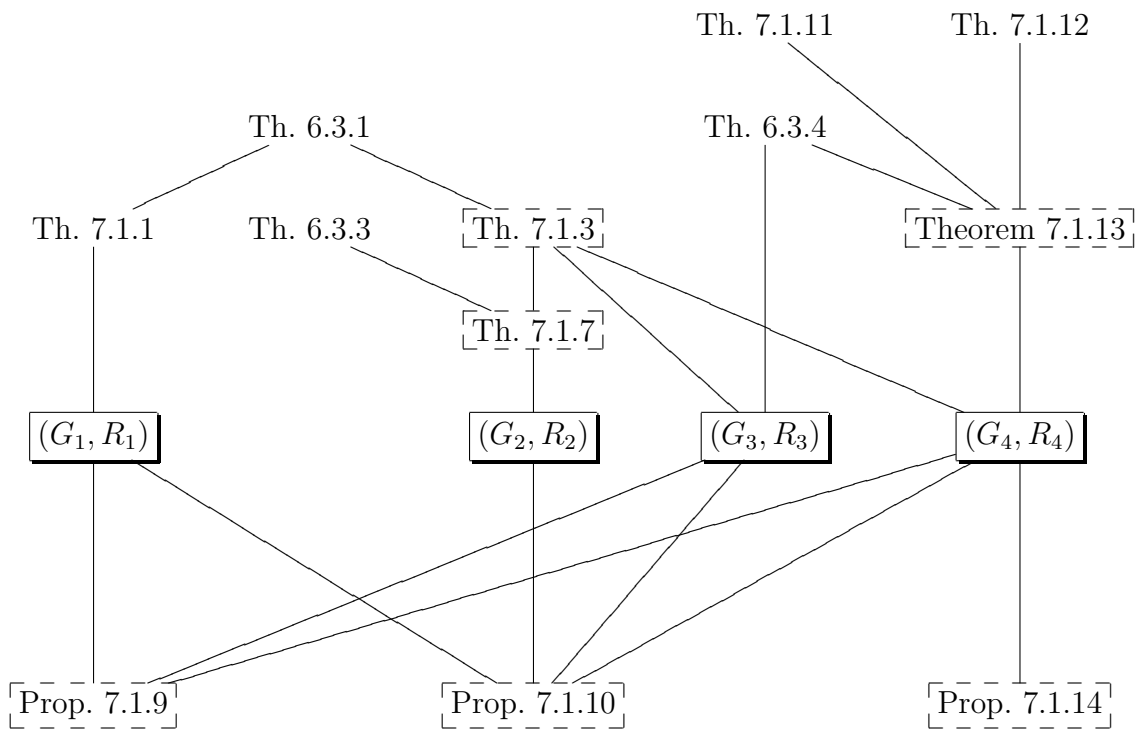 Th. 7.1.11 Th. 7.1.12
Th. 6.3.1 Th. 6.3.4
Th. 7.1.1 Th. 6.3.3 Th. 7.1.3 Theorem 7.1.13
Th. 7.1.7
(G₁, R₁) (G₂, R₂) (G₃, R₃) (G₄, R₄)
Prop. 7.1.9 Prop. 7.1.10 Prop. 7.1.14